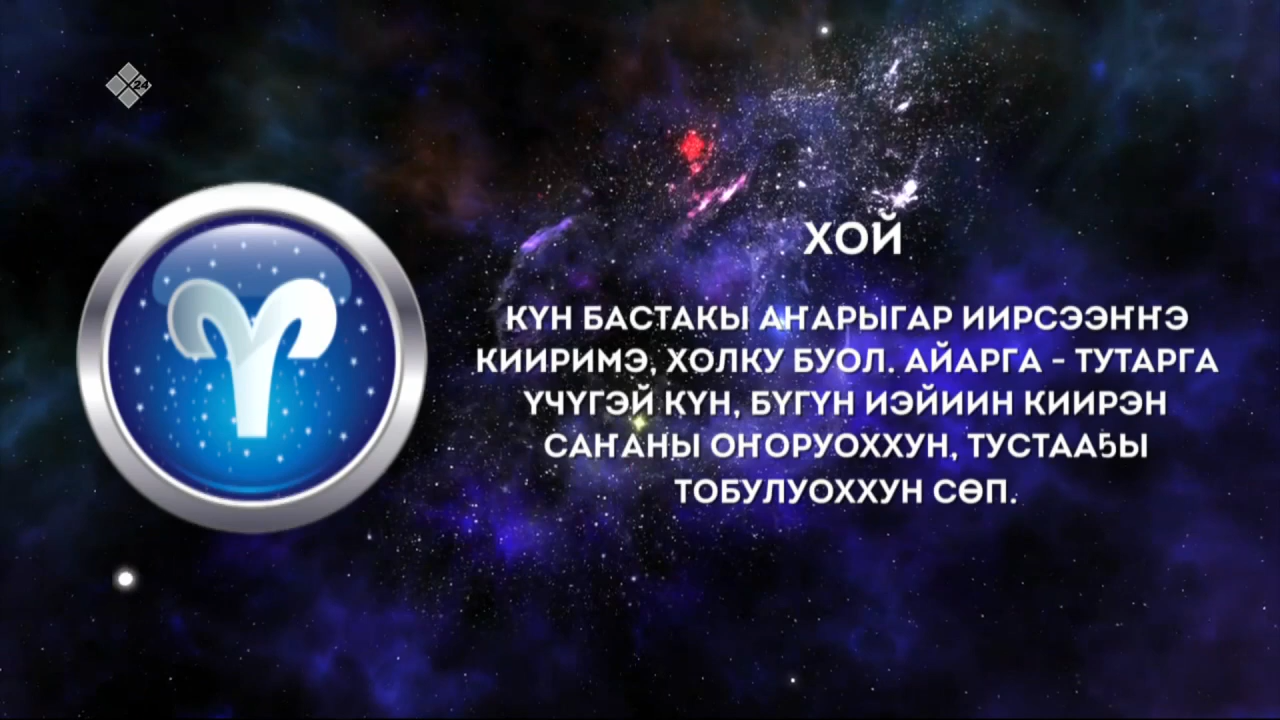 X24
ХОЙ
КҮН БАСТАКЫ АҤАРЫГАР ИИРСЭЭҤҤЭ
КИИРИМЭ, ХОЛКУ БУОЛ. АЙАРГА - ТУТАРГА
ҮЧҮГЭЙ КҮН, БҮГҮН ИЭЙИИН КИИРЭН
САҤАНЫ ОҤОРУОХХУН, ТУСТААҔЫ
ТОБУЛУОХХУН СӨП.